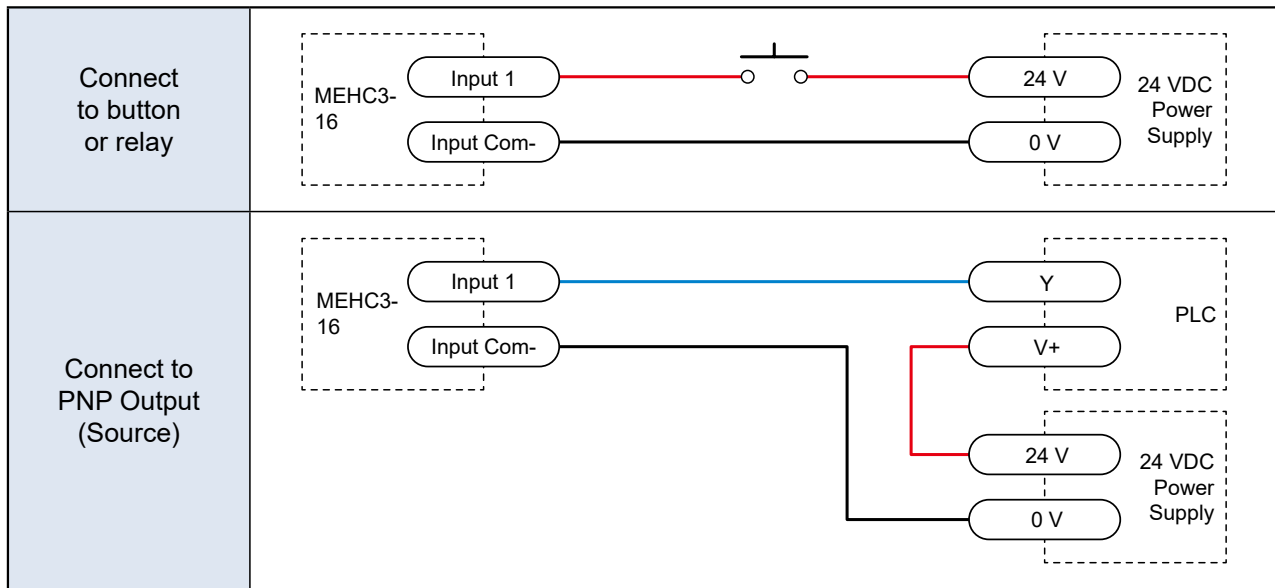 Connect
to button
or relay
MEHC3-
16
Input 1
Input Com-
24 V
0 V
24 VDC
Power
Supply
Connect to
PNP Output
(Source)
MEHC3-
16
Input 1
Input Com-
Y
V+
PLC
24 V
0 V
24 VDC
Power
Supply